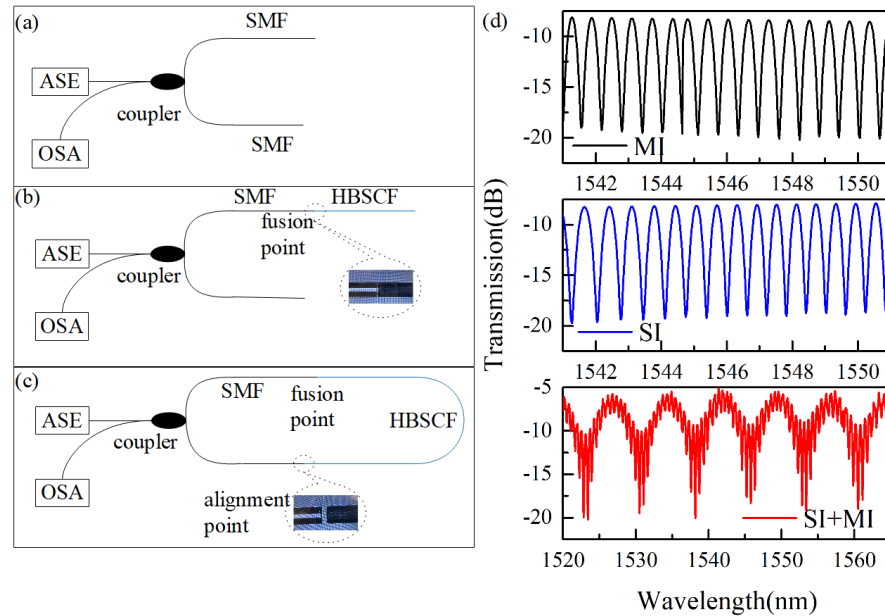 (a)
SMF
ASE
coupler
OSA
SMF
(b)
SMF
HBSCF
fusion
point
ASE
coupler
OSA
(c)
SMF
fusion
point
HBSCF
ASE
coupler
OSA
alignment
point
(d)
Transmission(dB)
-10
-15
-20
MI
1542 1544 1546 1548 1550
-10
-15
-20
SI
1542 1544 1546 1548 1550
-5
-10
-15
-20
SI+MI
1520 1530 1540 1550 1560
Wavelength(nm)